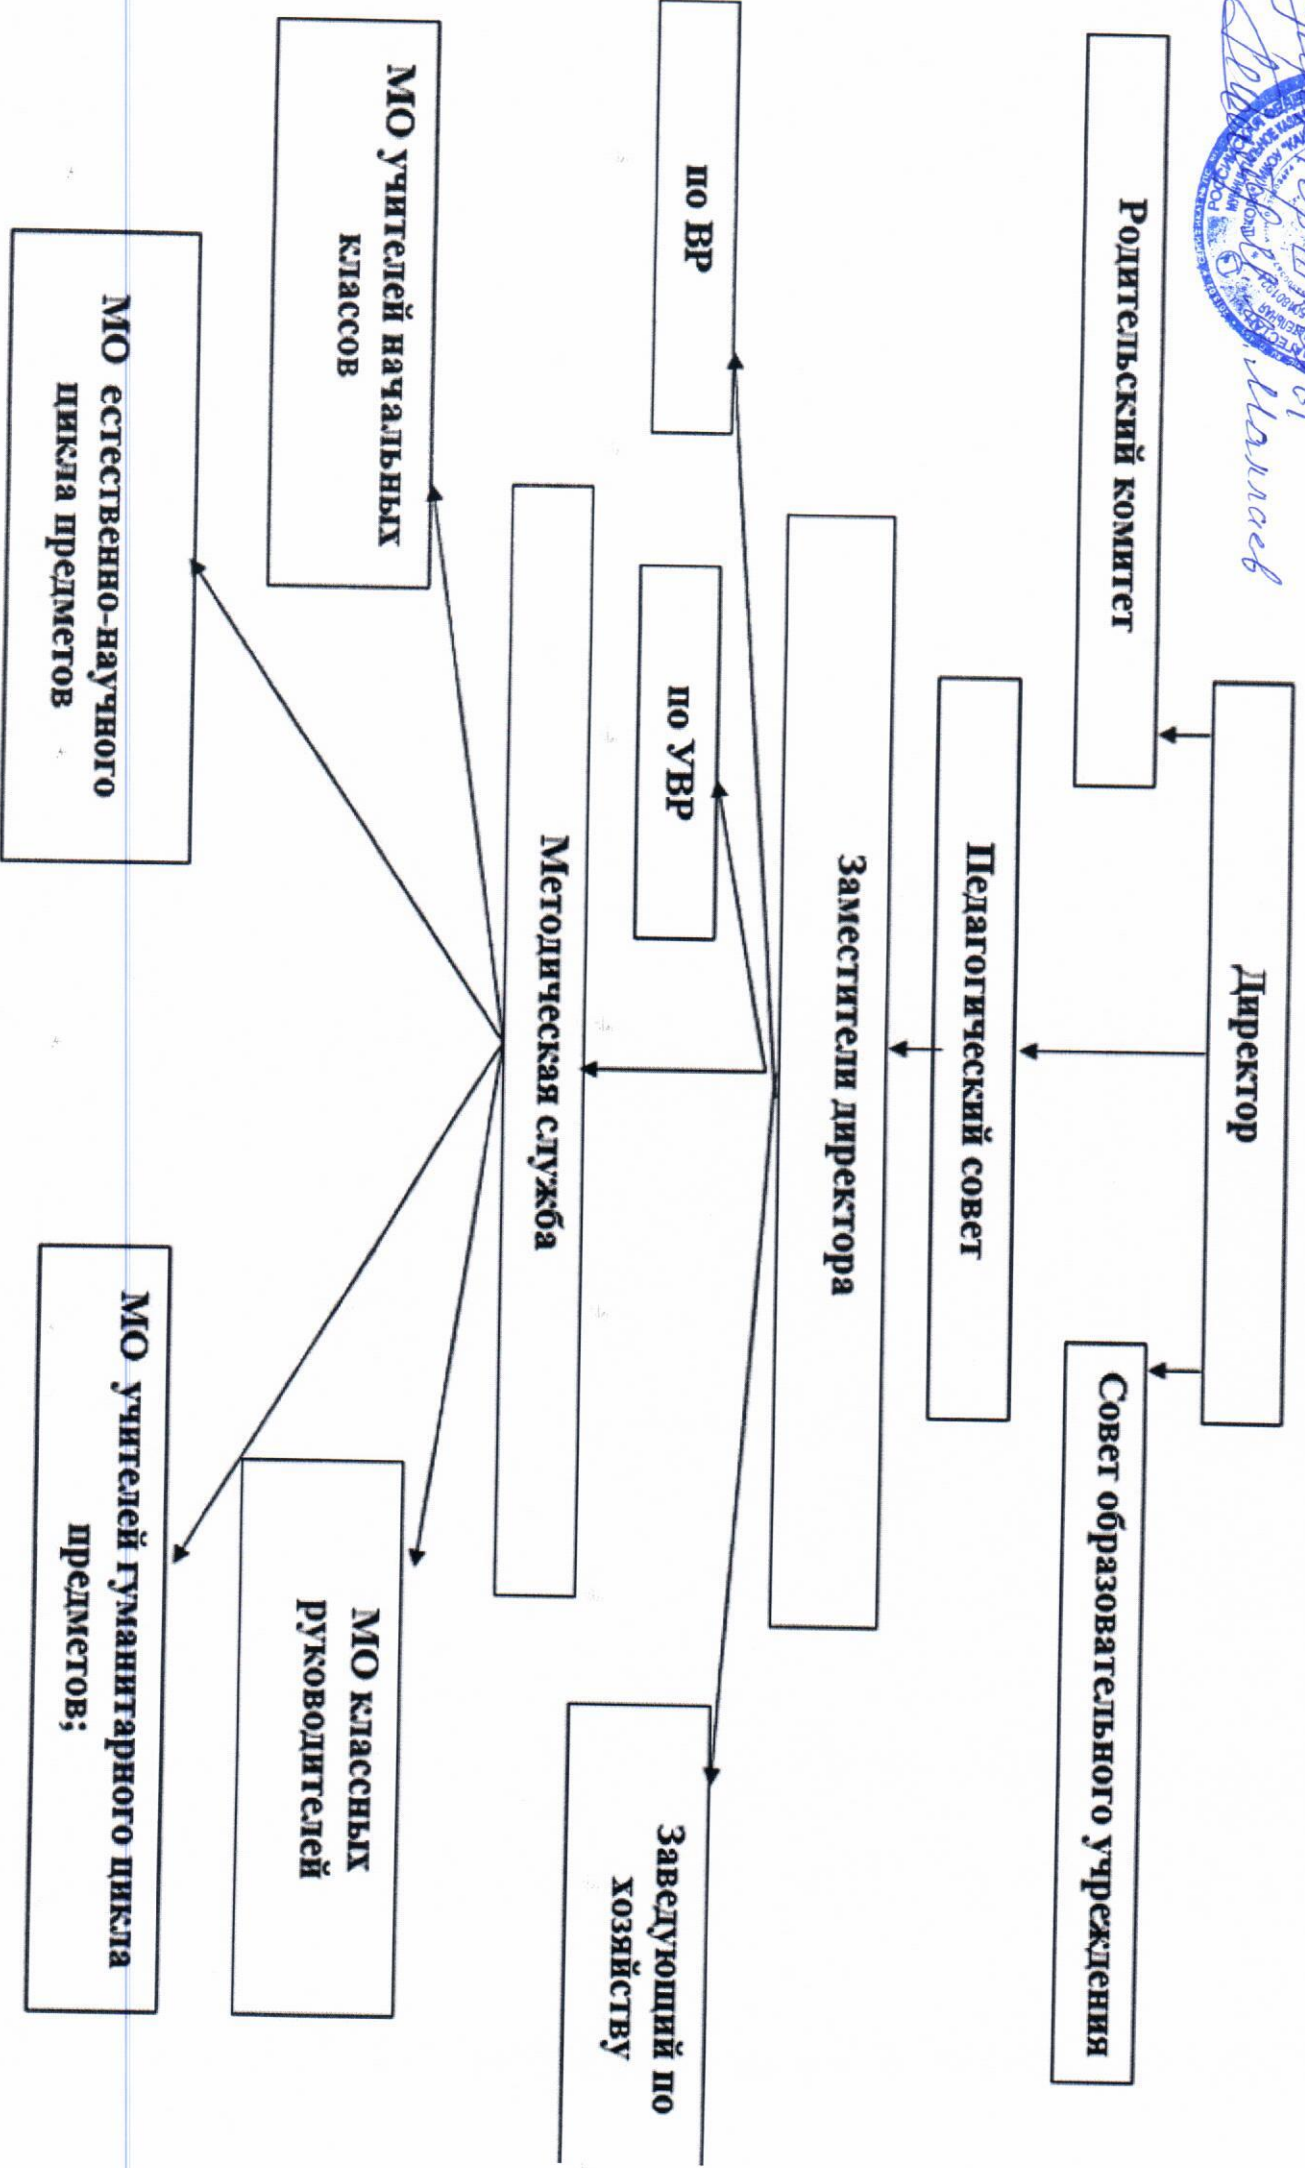 Маллаев
Директор
Родительский комитет
Совет образовательного учреждения
Педагогический совет
Заместители директора
по ВР
по УВР
Заведующий по
хозяйству
Методическая служба
МО учителей начальных
классов
МО классных
руководителей
МО естественно-научного
цикла предметов
МО учителей гуманитарного цикла
предметов;